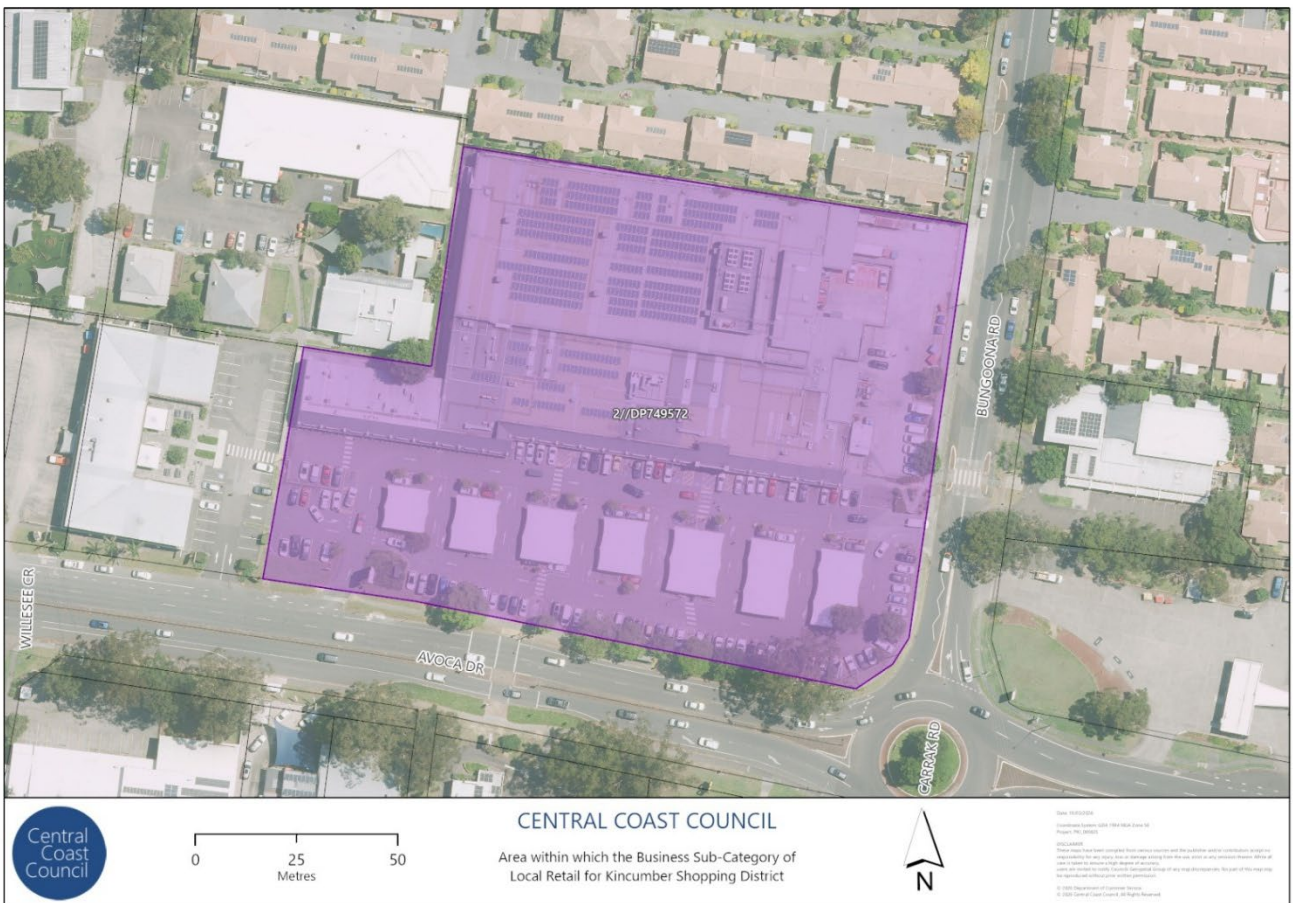 2//DP749572
BUNGOONA RD
WILLESEE CR
AVOCA DR
CARRAK RD
Central
Coast
Council
0 25 50
Metres
CENTRAL COAST COUNCIL
Area within which the Business Sub-Category of
Local Retail for Kincumber Shopping District
N
DISCLAIMER